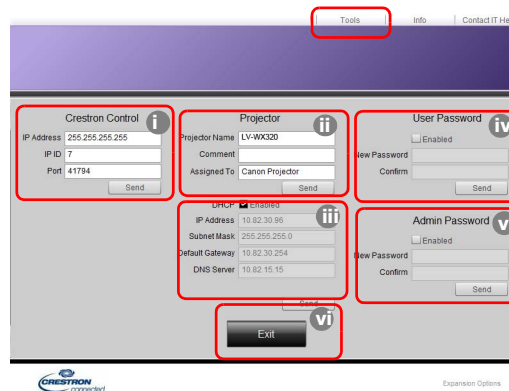 Tools Info Contact IT He
Crestron Control i
IP Address 255.255.255.255
IP ID 7
Port 41794
Send
Projector ii
Projector Name LV-WX320
Comment
Assigned To Canon Projector
Send
DHCP Enabled
IP Address 10.82.30.96 iii
Subnet Mask 255.255.255.0
Default Gateway 10.82.30.254
DNS Server 10.82.15.15
Send
User Password iv
Enabled
New Password
Confirm
Send
Admin Password v
Enabled
New Password
Confirm
Send
Exit vi
CRESTRON
connected
Expansion Options